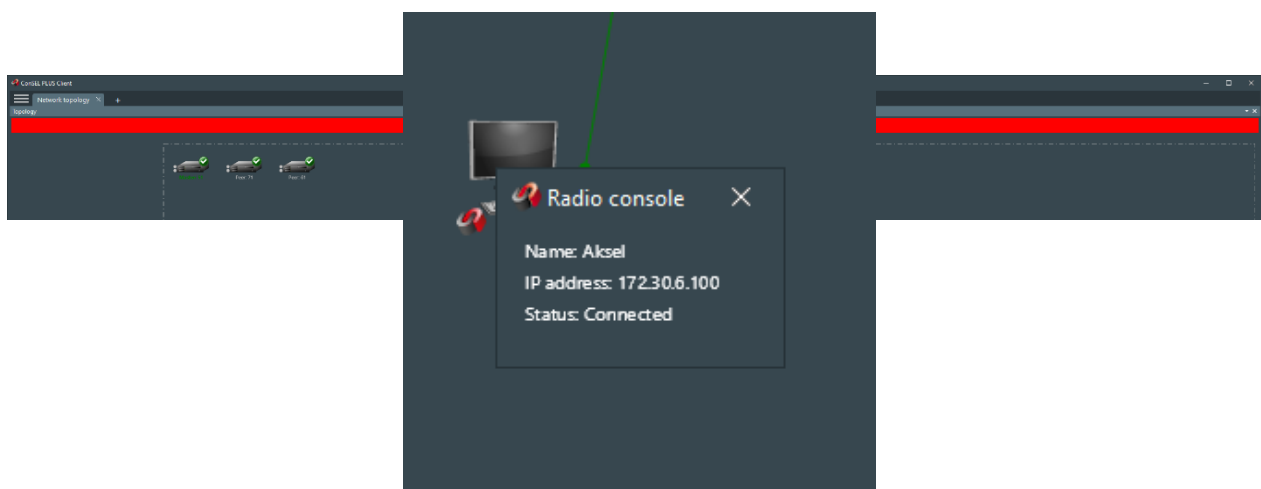 ConSEL PLUS Client
Network topology
Topology
Radio console
Name: Aksel
IP address: 172.30.6.100
Status: Connected